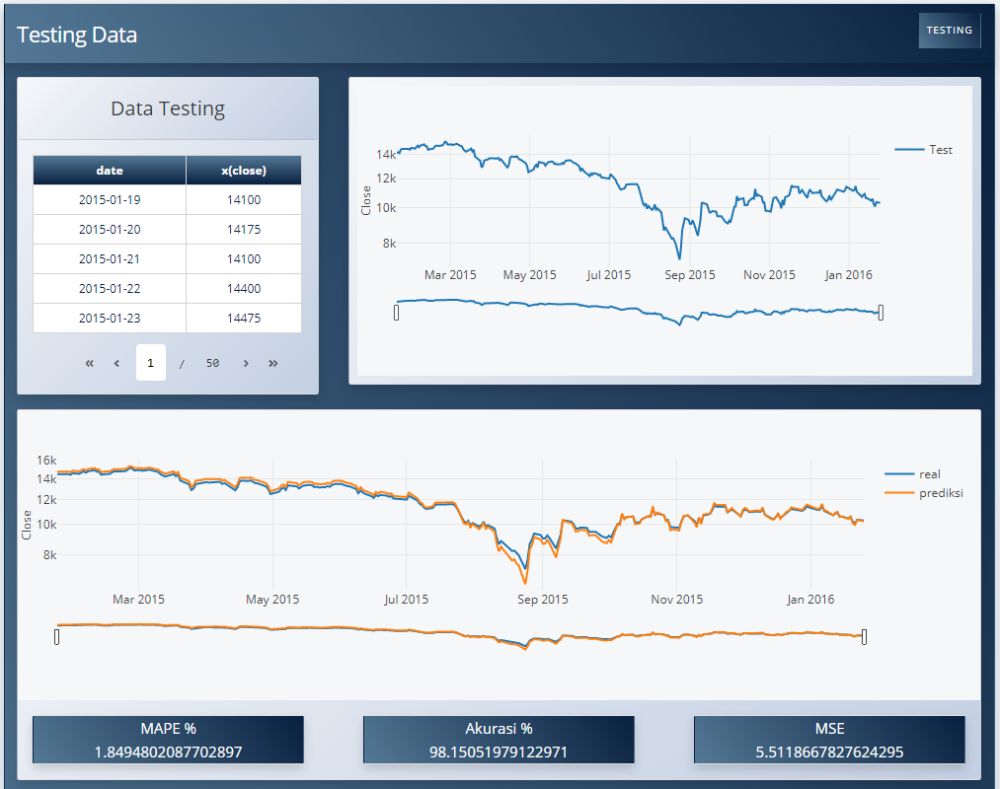 Testing Data
TESTING
Data Testing
date x(close)
2015-01-19 14100
2015-01-20 14175
2015-01-21 14100
2015-01-22 14400
2015-01-23 14475
« ‹ 1 / 50 › »
14k
12k
10k
8k
Close
Mar 2015 May 2015 Jul 2015 Sep 2015 Nov 2015 Jan 2016
Test
16k
14k
12k
10k
8k
Close
Mar 2015 May 2015 Jul 2015 Sep 2015 Nov 2015 Jan 2016
real
prediksi
MAPE %
1.8494802087702897
Akurasi %
98.15051979122971
MSE
5.5118667827624295